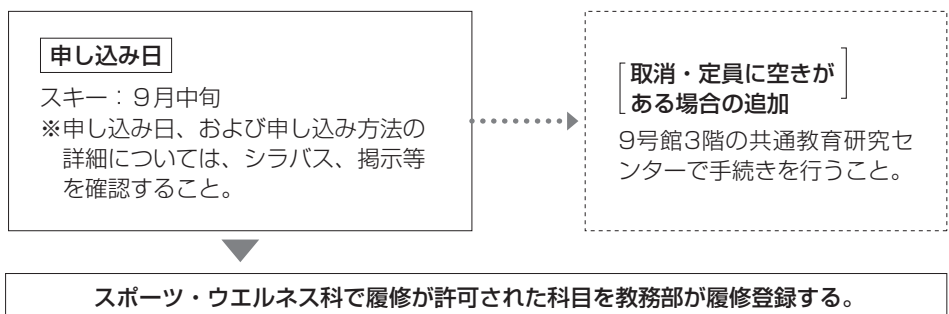 申し込み日
スキー：９月中旬
※申し込み日、および申し込み方法の
詳細については、シラバス、掲示等
を確認すること。
取消・定員に空きが
ある場合の追加
9号館3階の共通教育研究セ
ンターで手続きを行うこと。
スポーツ・ウエルネス科で履修が許可された科目を教務部が履修登録する。